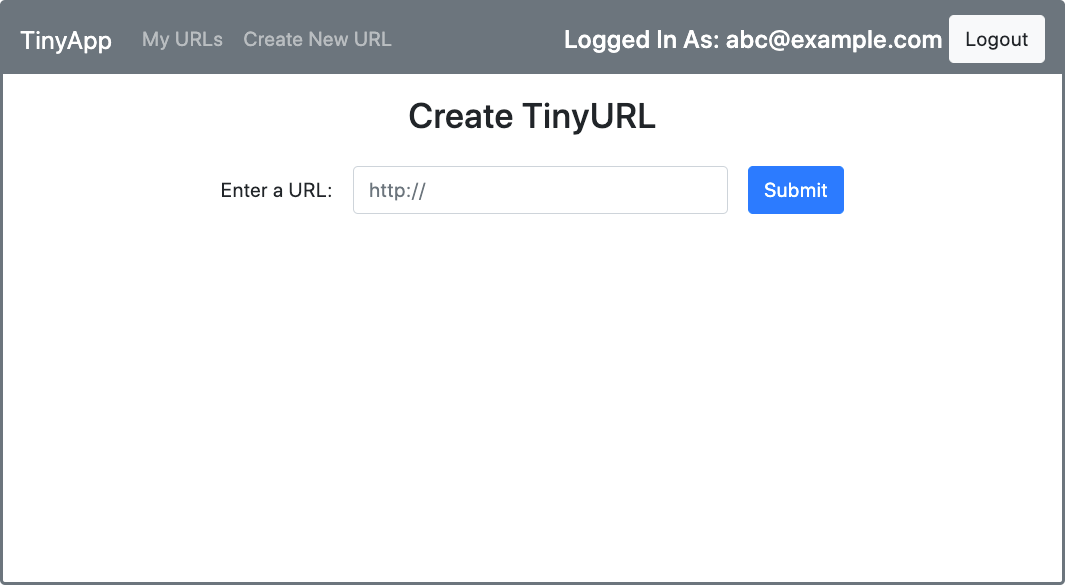 TinyApp My URLs Create New URL Logged In As: abc@example.com Logout
Create TinyURL
Enter a URL: http:// Submit